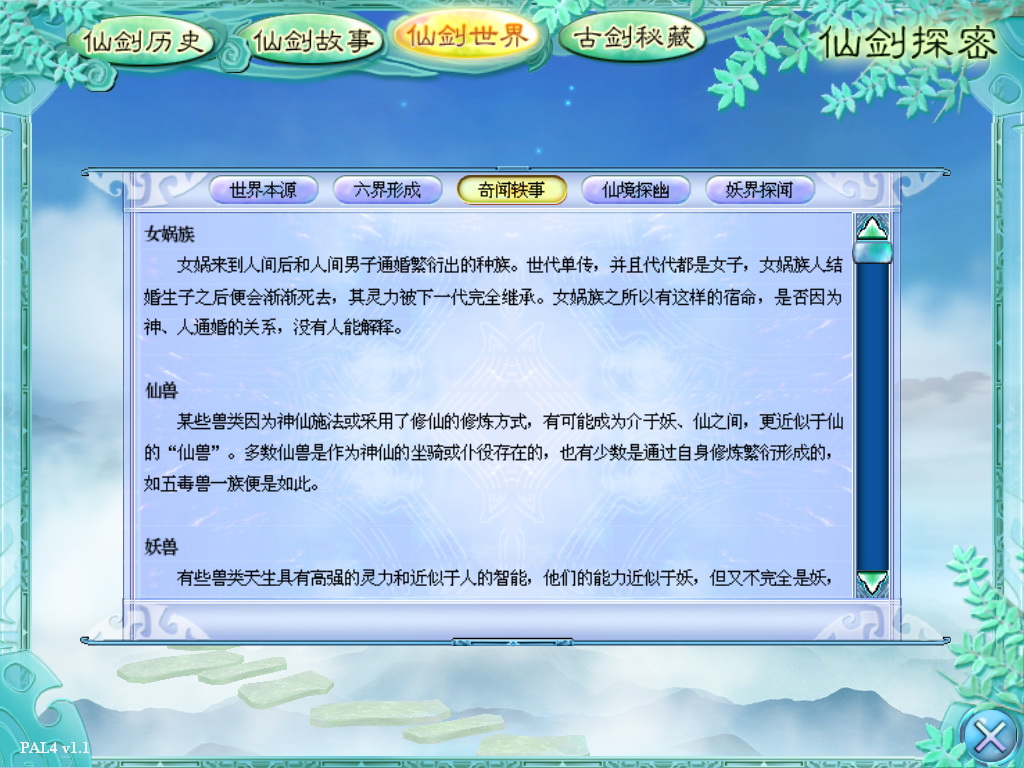 仙剑历史 仙剑故事 仙剑世界 古剑秘藏 仙剑探密
世界本源 六界形成 奇闻轶事 仙境探幽 妖界探闻
女娲族
女娲来到人间后和人间男子通婚繁衍出的种族。世代单传，并且代代都是女子，女娲族人结
婚生子之后便会渐渐死去，其灵力被下一代完全继承。女娲族之所以有这样的宿命，是否因为
神、人通婚的关系，没有人能解释。
仙兽
某些兽类因为神仙施法或采用了修仙的修炼方式，有可能成为介于妖、仙之间，更近似于仙
的“仙兽”。多数仙兽是作为神仙的坐骑或仆役存在的，也有少数是通过自身修炼繁衍形成的，
如五毒兽一族便是如此。
妖兽
有些兽类天生具有高强的灵力和近似于人的智能，他们的能力近似于妖，但又不完全是妖，
PAL4 v1.1